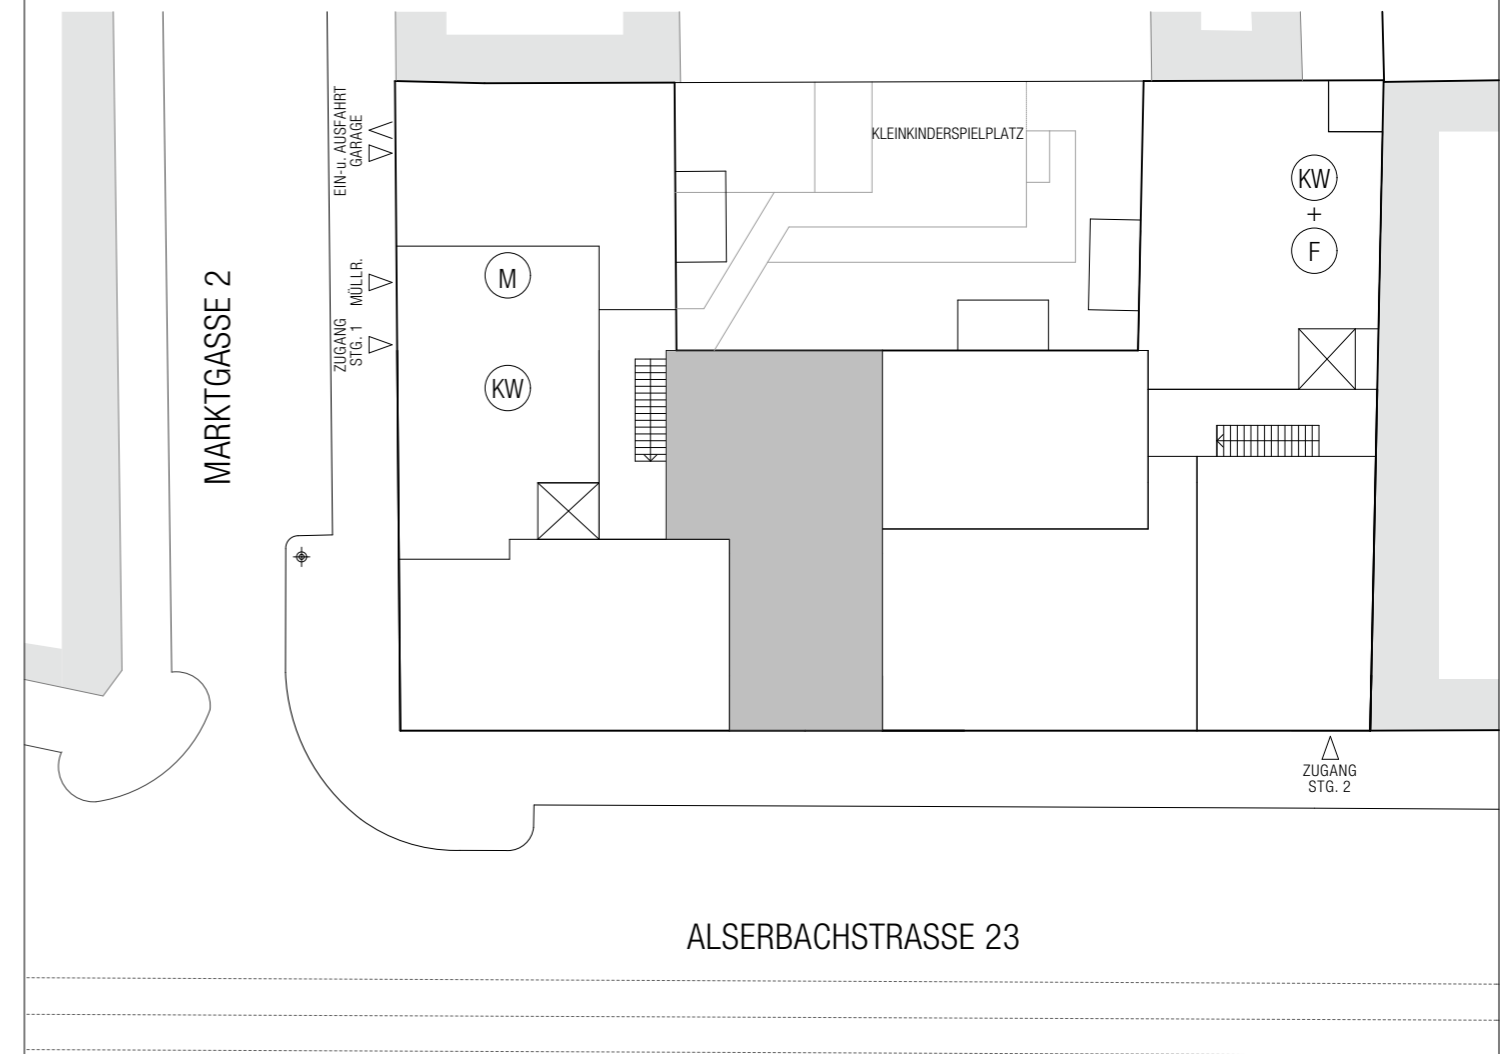 EIN-u. AUSFAHRT
GARAGE
KLEINKINDERSPIELPLATZ
KW
+
F
MÜLLR.
M
MARKTGASSE 2
ZUGANG
STG. 1
KW
ZUGANG
STG. 2
ALSERBACHSTRASSE 23